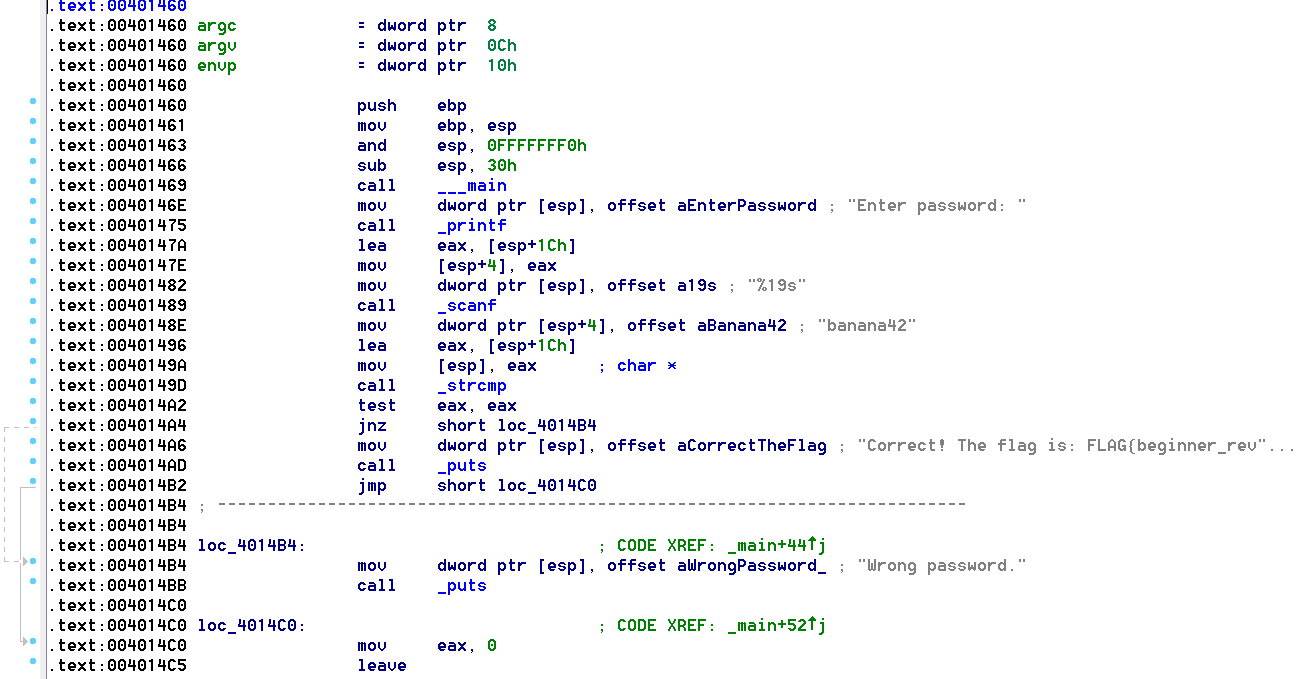 .text:00401460
.text:00401460 argc            = dword ptr  8
.text:00401460 argv            = dword ptr  0Ch
.text:00401460 envp            = dword ptr  10h
.text:00401460
.text:00401460                 push    ebp
.text:00401461                 mov     ebp, esp
.text:00401463                 and     esp, 0FFFFFFF0h
.text:00401466                 sub     esp, 30h
.text:00401469                 call    ___main
.text:0040146E                 mov     dword ptr [esp], offset aEnterPassword ; "Enter password: "
.text:00401475                 call    _printf
.text:0040147A                 lea     eax, [esp+1Ch]
.text:0040147E                 mov     [esp+4], eax
.text:00401482                 mov     dword ptr [esp], offset a19s ; "%19s"
.text:00401489                 call    _scanf
.text:0040148E                 mov     dword ptr [esp+4], offset aBanana42 ; "banana42"
.text:00401496                 lea     eax, [esp+1Ch]
.text:0040149A                 mov     [esp], eax      ; char *
.text:0040149D                 call    _strcmp
.text:004014A2                 test    eax, eax
.text:004014A4                 jnz     short loc_4014B4
.text:004014A6                 mov     dword ptr [esp], offset aCorrectTheFlag ; "Correct! The flag is: FLAG{beginner_rev"...
.text:004014AD                 call    _puts
.text:004014B2                 jmp     short loc_4014C0
.text:004014B4 ; ---------------------------------------------------------------------------
.text:004014B4
.text:004014B4 loc_4014B4:                             ; CODE XREF: _main+44↑j
.text:004014B4                 mov     dword ptr [esp], offset aWrongPassword_ ; "Wrong password."
.text:004014BB                 call    _puts
.text:004014C0
.text:004014C0 loc_4014C0:                             ; CODE XREF: _main+52↑j
.text:004014C0                 mov     eax, 0
.text:004014C5                 leave